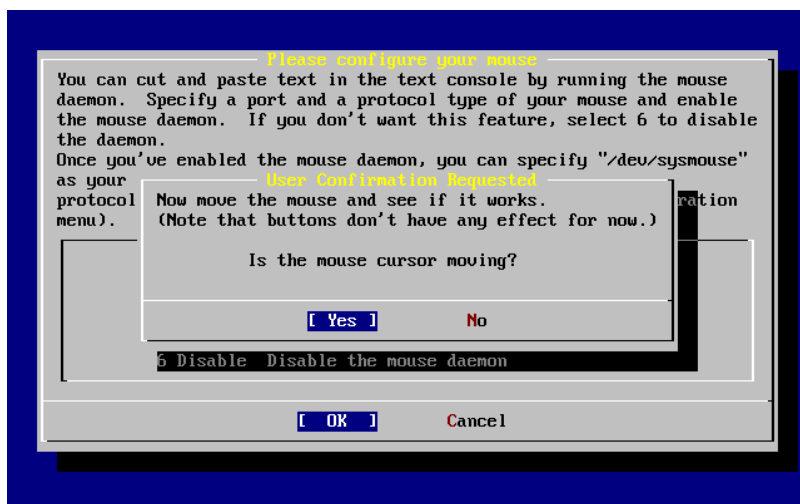 Please configure your mouse
You can cut and paste text in the text console by running the mouse
daemon.  Specify a port and a protocol type of your mouse and enable
the mouse daemon.  If you don't want this feature, select 6 to disable
the daemon.
Once you've enabled the mouse daemon, you can specify "/dev/sysmouse"
as your
protocol ration
menu).
User Confirmation Requested
Now move the mouse and see if it works.
(Note that buttons don't have any effect for now.)
Is the mouse cursor moving?
[ Yes ] No
6 Disable  Disable the mouse daemon
[ OK ] Cancel